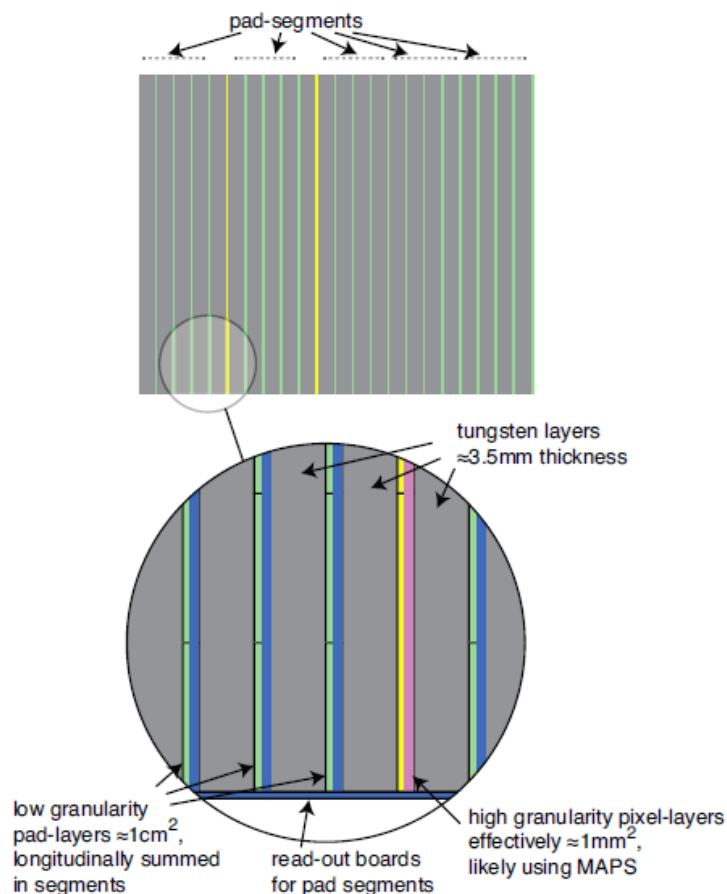 pad-segments
tungsten layers
≈3.5mm thickness
low granularity
pad-layers ≈1cm²,
longitudinally summed
in segments
read-out boards
for pad segments
high granularity pixel-layers
effectively ≈1mm²,
likely using MAPS